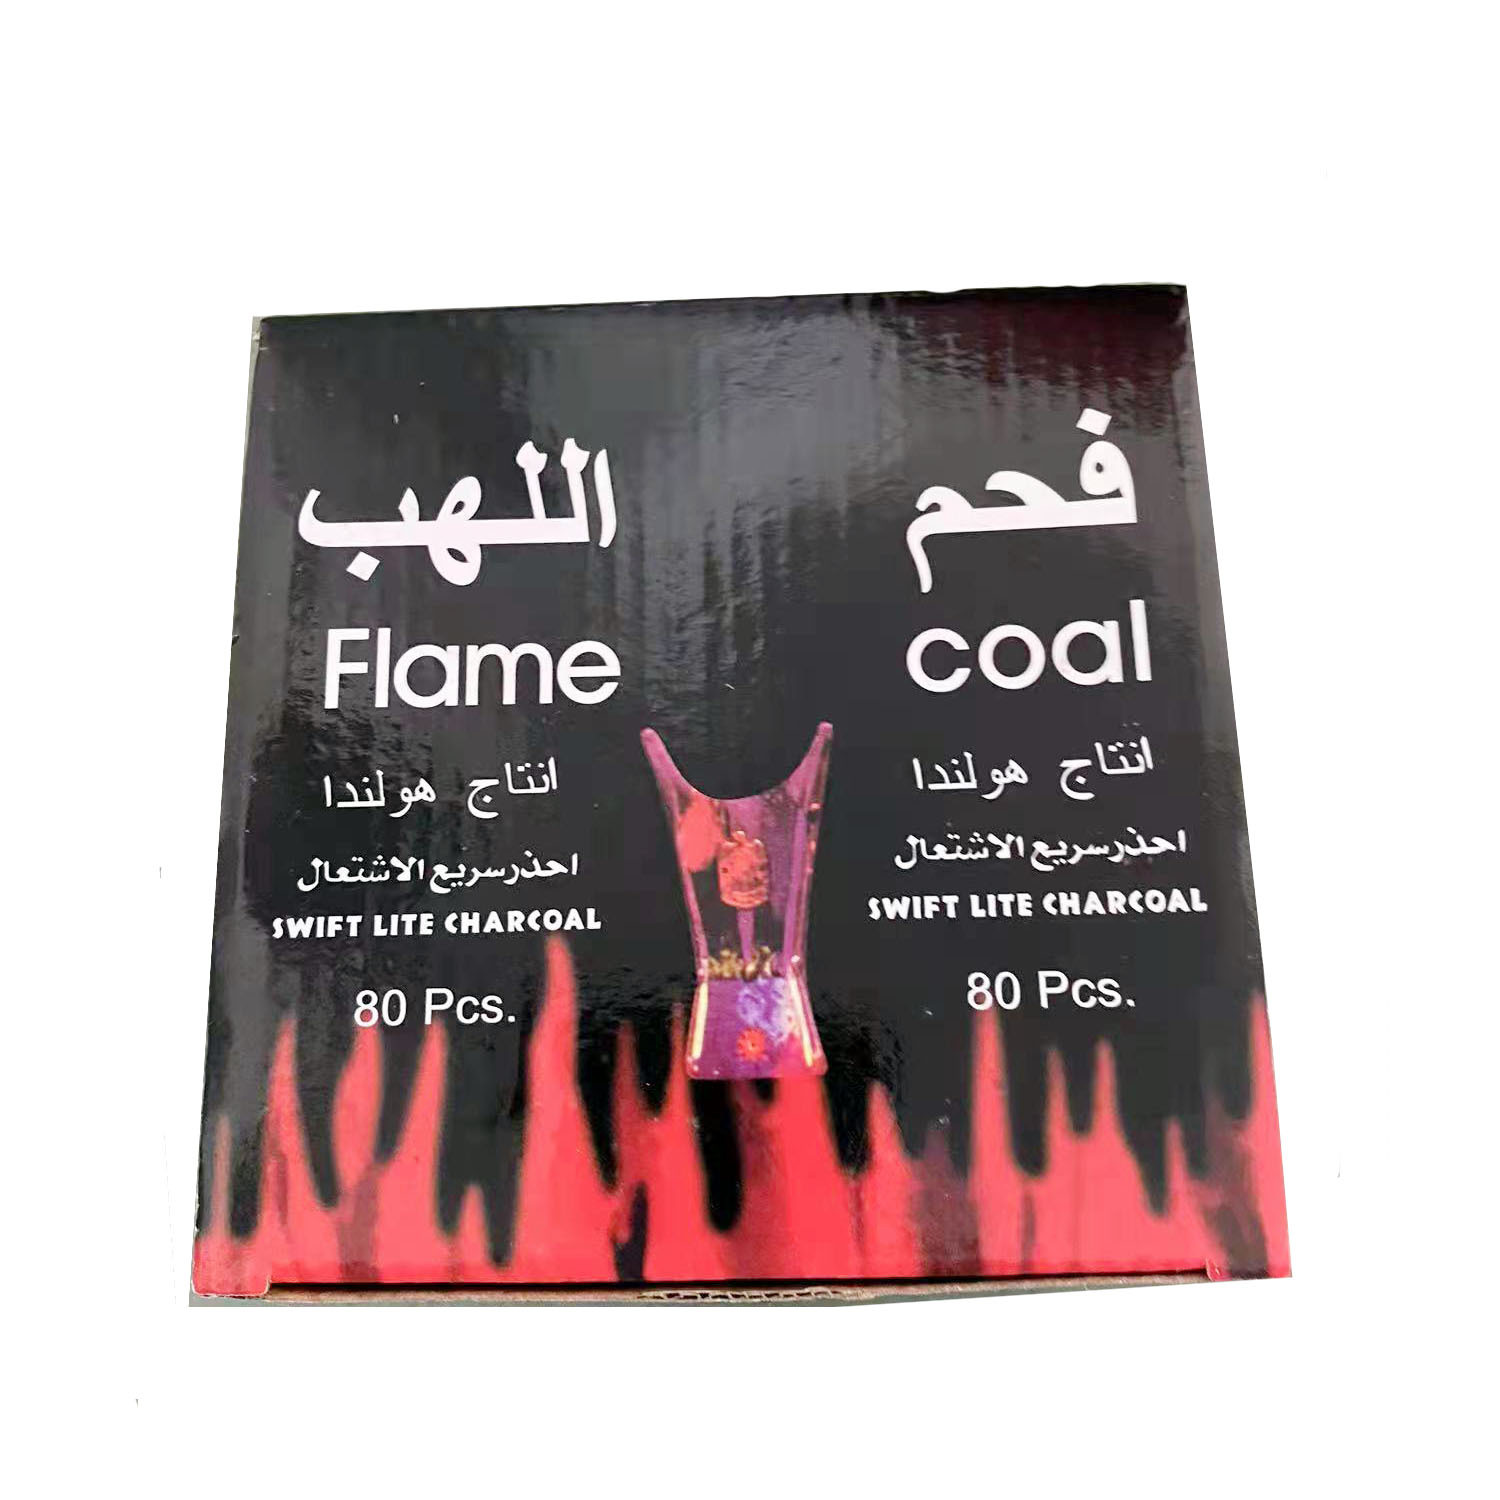 فحم
اللهب
Flame
coal
انتاج هولندا
احذرسريع الاشتعال
SWIFT LITE CHARCOAL
80 Pcs.
انتاج هولندا
احذرسريع الاشتعال
SWIFT LITE CHARCOAL
80 Pcs.